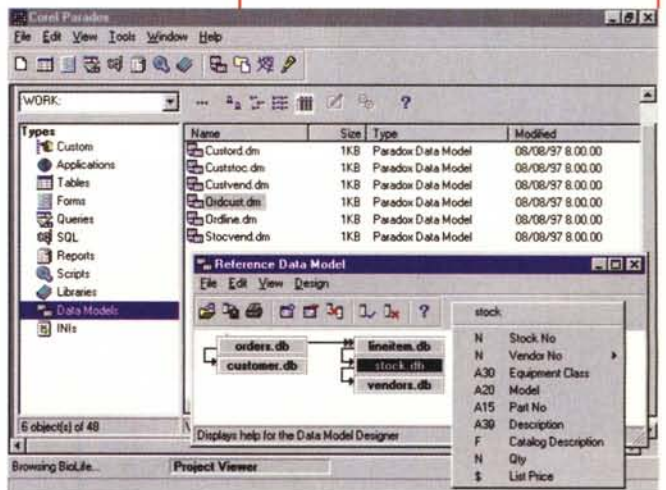 Corel Paradox
File Edit View Tools Window Help
:WORK:
Types
Custom
Applications
Tables
Forms
Queries
SQL
Reports
Scripts
Libraries
Data Models
INIs
Name Size Type Modified
Custord.dm 1KB Paradox Data Model 08/08/97 8.00.00
Custstoc.dm 1KB Paradox Data Model 08/08/97 8.00.00
Custvend.dm 1KB Paradox Data Model 08/08/97 8.00.00
Ordcust.dm 1KB Paradox Data Model 08/08/97 8.00.00
Ordline.dm 1KB Paradox Data Model 08/08/97 8.00.00
Stocvend.dm 1KB Paradox Data Model 08/08/97 8.00.00
Reference Data Model
File Edit View Design
orders.db lineitem.db
customer.db stock.db
vendors.db
Displays help for the Data Model Designer
stock
N Stock No
N Vendor No
A30 Equipment Class
A20 Model
A15 Part No
A30 Description
F Catalog Description
N Qty
$ List Price
6 object(s) of 48
Browsing BioLife... Project Viewer